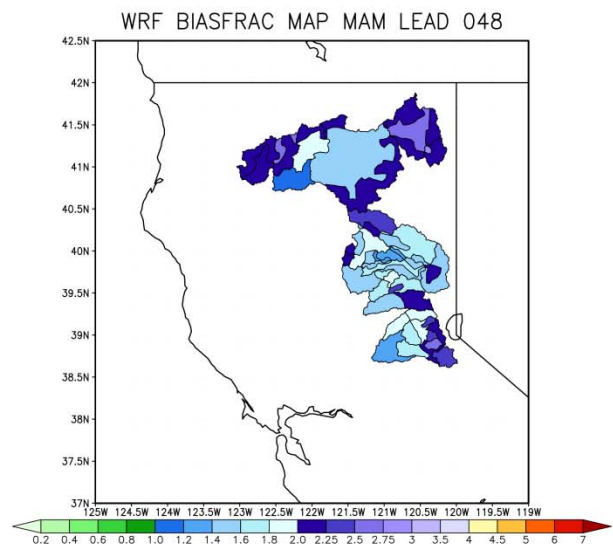 WRF BIASFRAC MAP MAM LEAD 048
42.5N
42N
41.5N
41N
40.5N
40N
39.5N
39N
38.5N
38N
37.5N
37N
125W 124.5W 124W 123.5W 123W 122.5W 122W 121.5W 121W 120.5W 120W 119.5W 119W
0.2 0.4 0.6 0.8 1.0 1.2 1.4 1.6 1.8 2.0 2.25 2.5 2.75 3 3.5 4 4.5 5 6 7